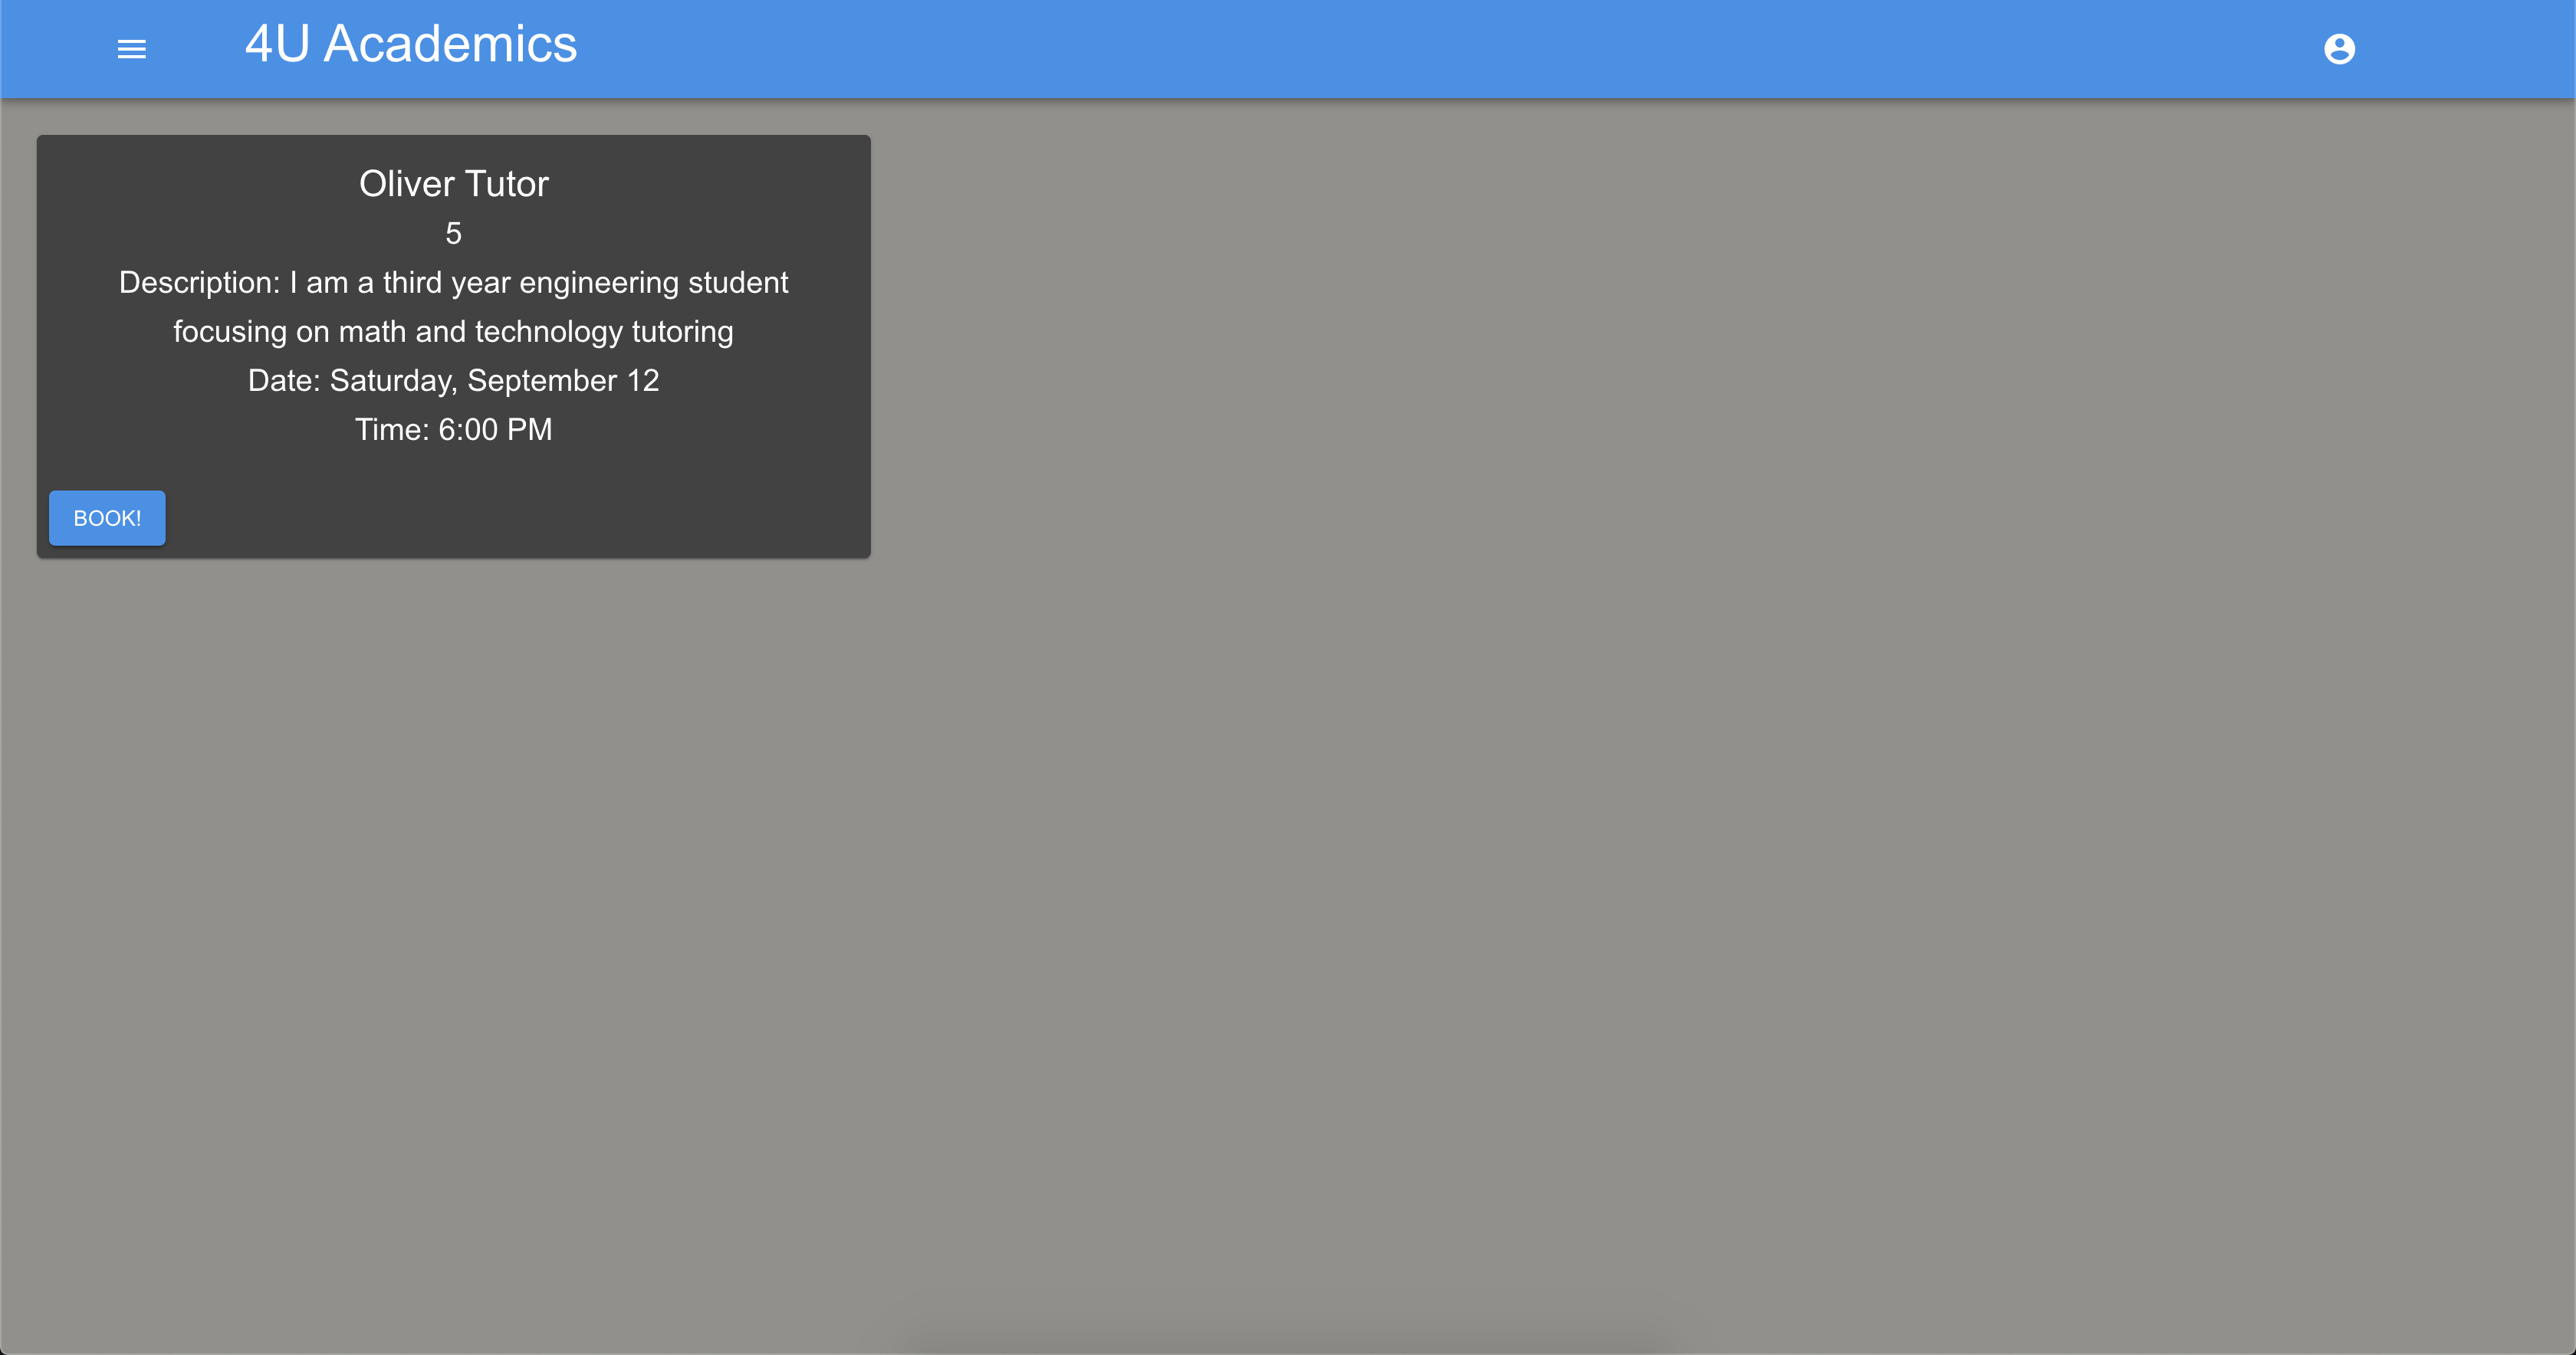 4U Academics
Oliver Tutor
5
Description: I am a third year engineering student
focusing on math and technology tutoring
Date: Saturday, September 12
Time: 6:00 PM
BOOK!